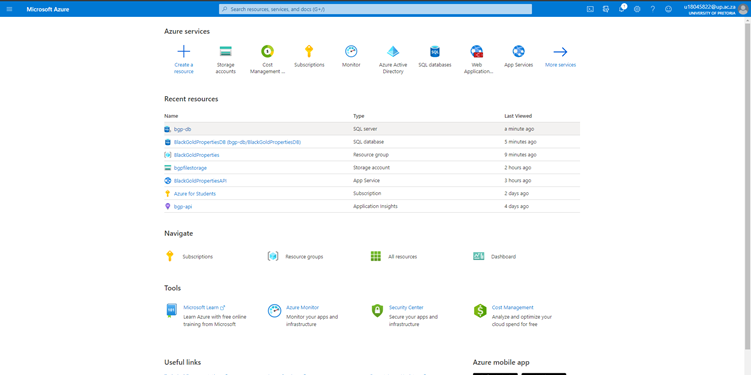 Microsoft Azure
Search resources, services, and docs (G+/)
1
u18045822@up.ac.za
UNIVERSITY OF PRETORIA
Azure services
Create a resource
Storage accounts
Cost Management ...
Subscriptions
Monitor
Azure Active Directory
SQL databases
Web Application...
App Services
More services
Recent resources
Name Type Last Viewed
bgp-db SQL server a minute ago
BlackGoldPropertiesDB (bgp-db/BlackGoldPropertiesDB) SQL database 5 minutes ago
BlackGoldProperties Resource group 9 minutes ago
bgpfilestorage Storage account 2 hours ago
BlackGoldPropertiesAPI App Service 3 hours ago
Azure for Students Subscription 2 days ago
bgp-api Application Insights 4 days ago
Navigate
Subscriptions Resource groups All resources Dashboard
Tools
Microsoft Learn
Learn Azure with free online
training from Microsoft
Azure Monitor
Monitor your apps and
infrastructure
Security Center
Secure your apps and
infrastructure
Cost Management
Analyze and optimize your
cloud spend for free
Useful links Azure mobile app